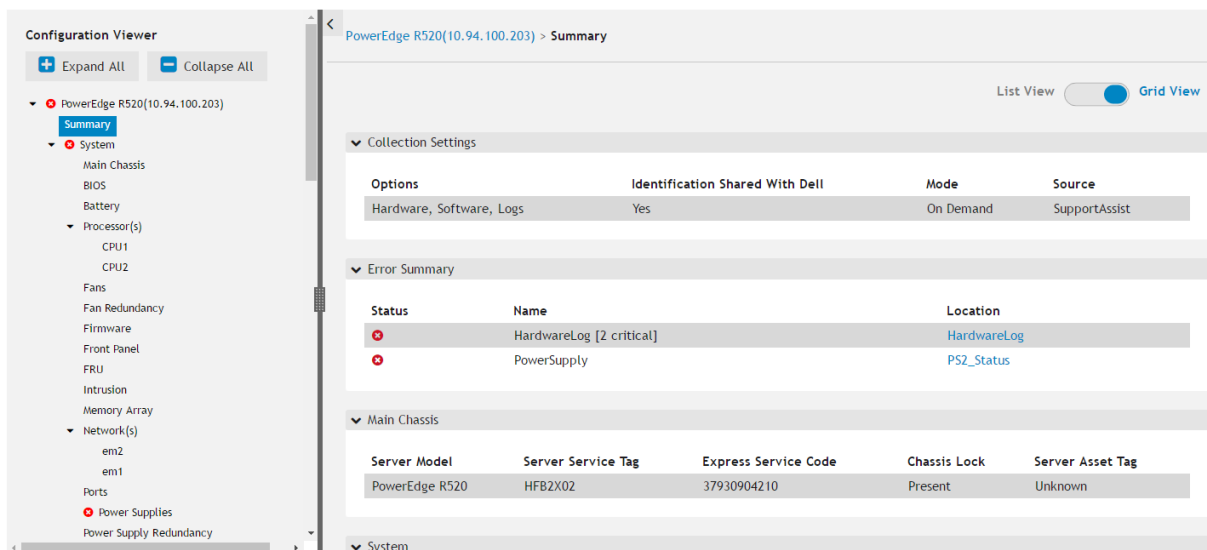 Configuration Viewer
Expand All Collapse All
PowerEdge R520(10.94.100.203)
Summary
System
Main Chassis
BIOS
Battery
Processor(s)
CPU1
CPU2
Fans
Fan Redundancy
Firmware
Front Panel
FRU
Intrusion
Memory Array
Network(s)
em2
em1
Ports
Power Supplies
Power Supply Redundancy
PowerEdge R520(10.94.100.203) > Summary
List View Grid View
Collection Settings
Options Identification Shared With Dell Mode Source
Hardware, Software, Logs Yes On Demand SupportAssist
Error Summary
Status Name Location
HardwareLog [2 critical] HardwareLog
PowerSupply PS2_Status
Main Chassis
Server Model Server Service Tag Express Service Code Chassis Lock Server Asset Tag
PowerEdge R520 HFB2X02 37930904210 Present Unknown
System